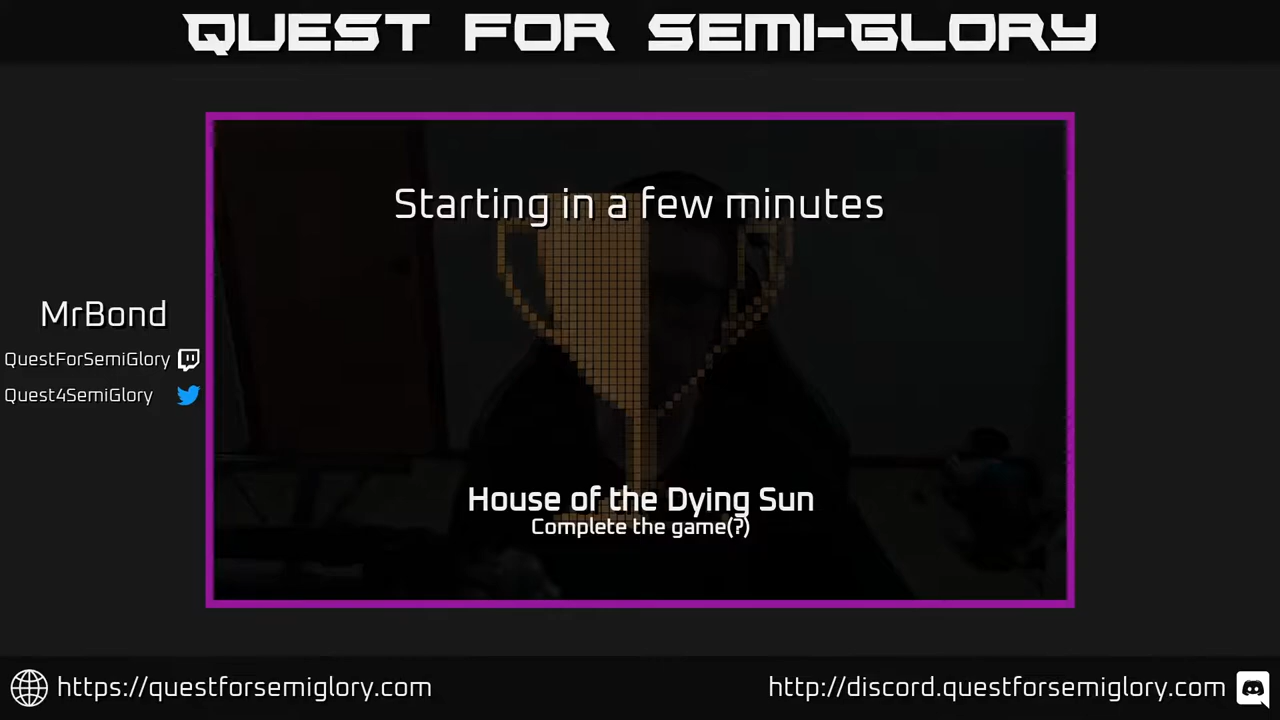 QUEST FOR SEMI-GLORY
Starting in a few minutes
MrBond
QuestForSemiGlory
Quest4SemiGlory
House of the Dying Sun
Complete the game(?)
https://questforsemiglory.com
http://discord.questforsemiglory.com